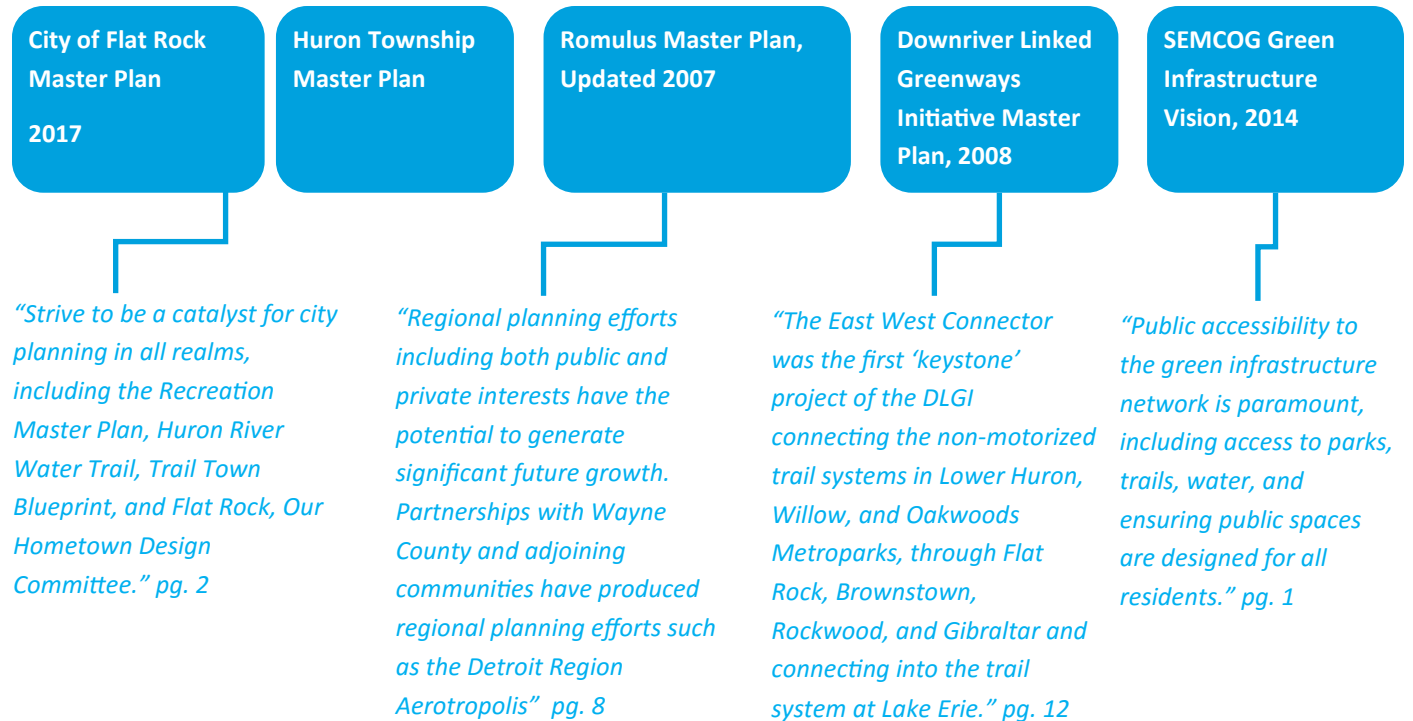 City of Flat Rock
Master Plan
2017
Huron Township
Master Plan
Romulus Master Plan,
Updated 2007
Downriver Linked
Greenways
Initiative Master
Plan, 2008
SEMCOG Green
Infrastructure
Vision, 2014
“Strive to be a catalyst for city
planning in all realms,
including the Recreation
Master Plan, Huron River
Water Trail, Trail Town
Blueprint, and Flat Rock, Our
Hometown Design
Committee.” pg. 2
“Regional planning efforts
including both public and
private interests have the
potential to generate
significant future growth.
Partnerships with Wayne
County and adjoining
communities have produced
regional planning efforts such
as the Detroit Region
Aerotropolis” pg. 8
“The East West Connector
was the first ‘keystone’
project of the DLGI
connecting the non-motorized
trail systems in Lower Huron,
Willow, and Oakwoods
Metroparks, through Flat
Rock, Brownstown,
Rockwood, and Gibraltar and
connecting into the trail
system at Lake Erie.” pg. 12
“Public accessibility to
the green infrastructure
network is paramount,
including access to parks,
trails, water, and
ensuring public spaces
are designed for all
residents.” pg. 1